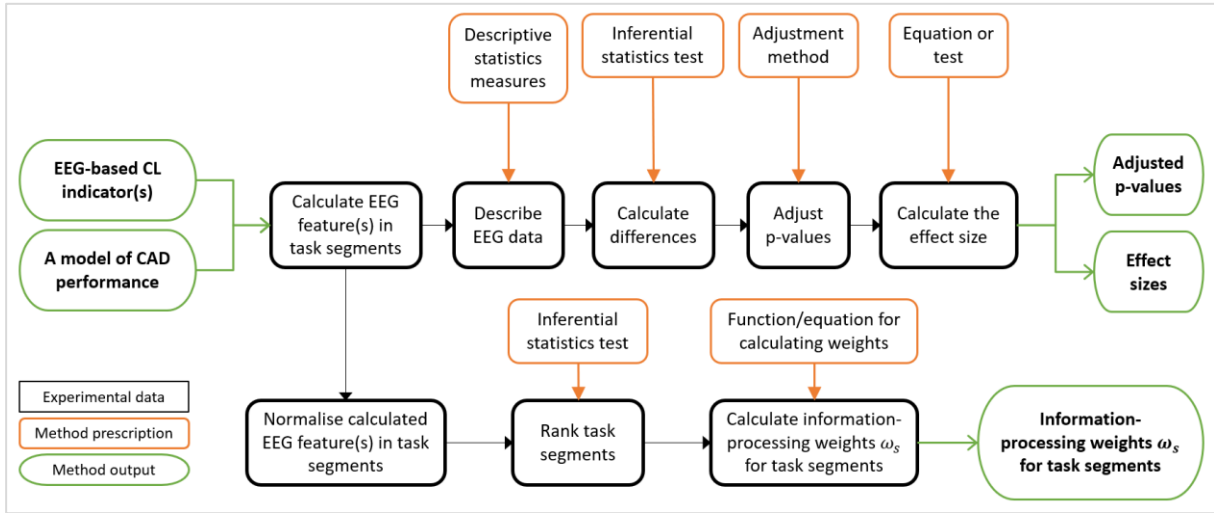 Descriptive
statistics
measures
Inferential
statistics test
Adjustment
method
Equation or
test
EEG-based CL
indicator(s)
A model of CAD
performance
Calculate EEG
feature(s) in
task segments
Describe
EEG data
Calculate
differences
Adjust
p-values
Calculate the
effect size
Adjusted
p-values
Effect
sizes
Inferential
statistics test
Function/equation for
calculating weights
Experimental data
Method prescription
Method output
Normalise calculated
EEG feature(s) in task
segments
Rank task
segments
Calculate information-
processing weights ωₛ
for task segments
Information-
processing weights ωₛ
for task segments